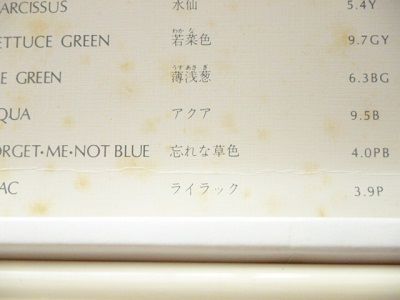 ARCISSUS 水仙 5.4Y
ETTUCE GREEN 若菜色 9.7GY
E GREEN 薄浅葱 6.3BG
QUA アクア 9.5B
ORGET·ME·NOT BLUE 忘れな草色 4.0PB
AC ライラック 3.9P